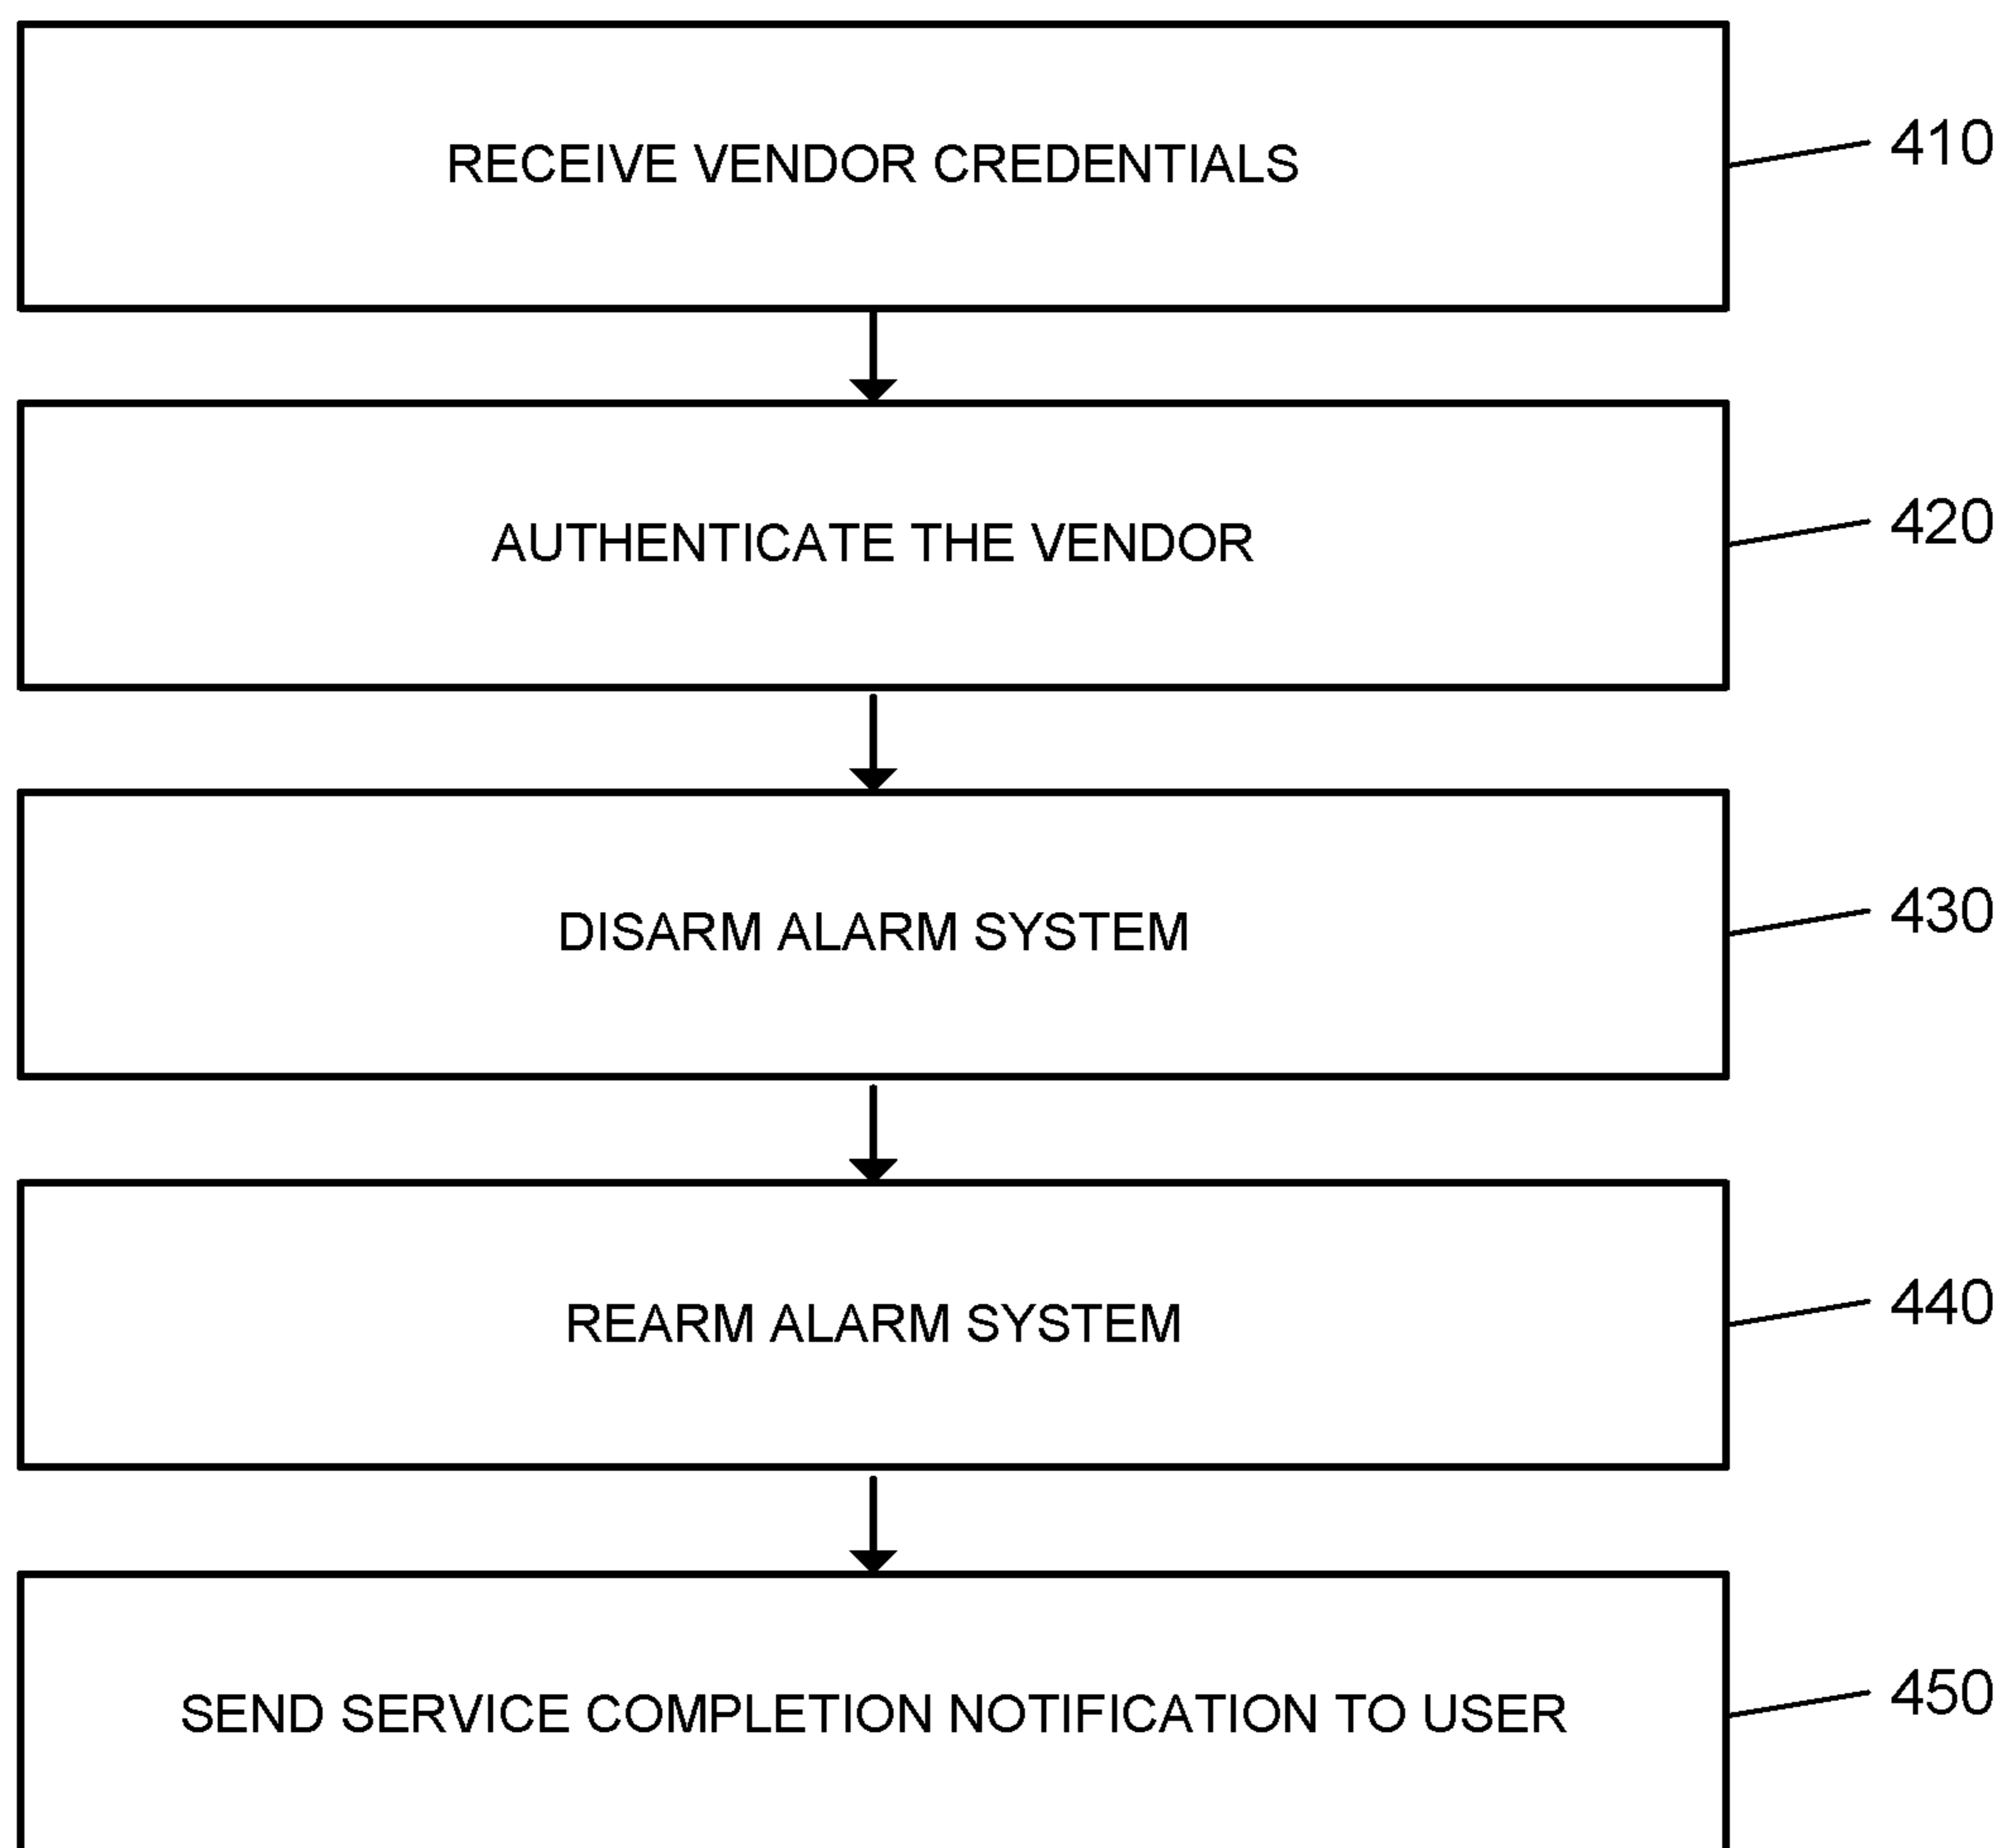 RECEIVE VENDOR CREDENTIALS
410
AUTHENTICATE THE VENDOR
420
DISARM ALARM SYSTEM
430
REARM ALARM SYSTEM
440
SEND SERVICE COMPLETION NOTIFICATION TO USER
450